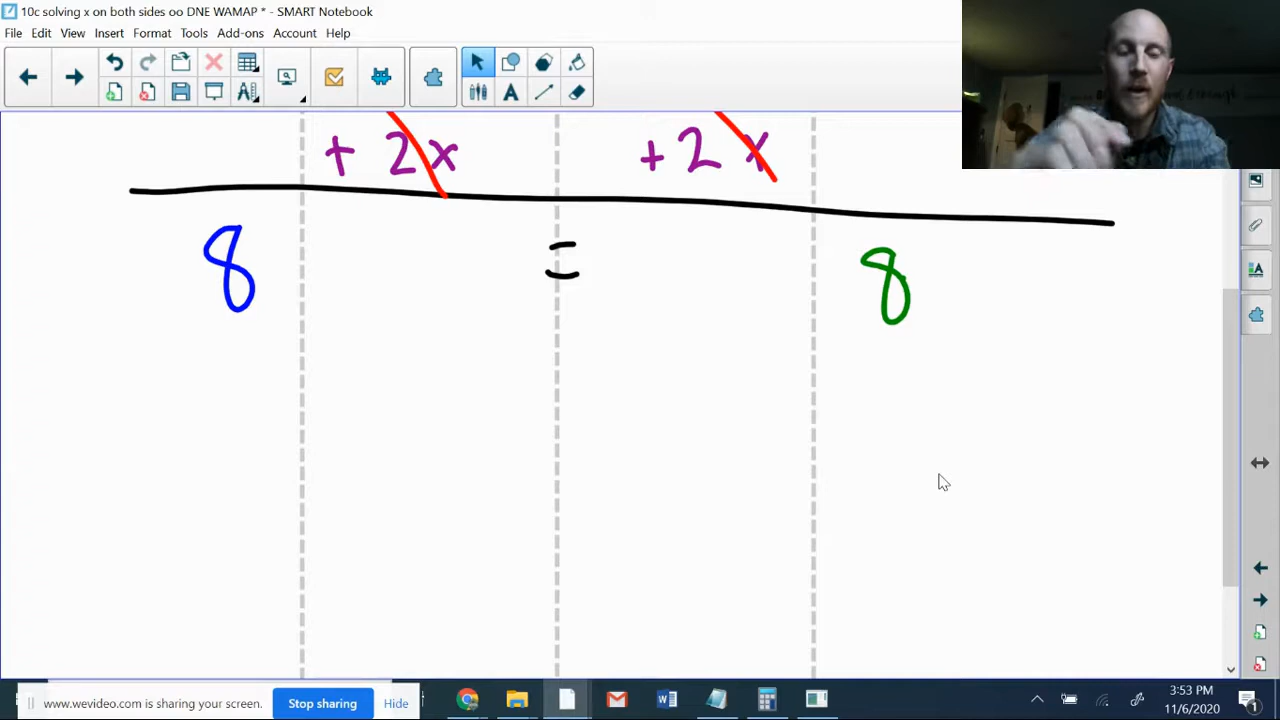 10c solving x on both sides oo DNE WAMAP * - SMART Notebook
File Edit View Insert Format Tools Add-ons Account Help
+ 2x + 2x
8 = 8
www.wevideo.com is sharing your screen. Stop sharing Hide
3:53 PM
11/6/2020